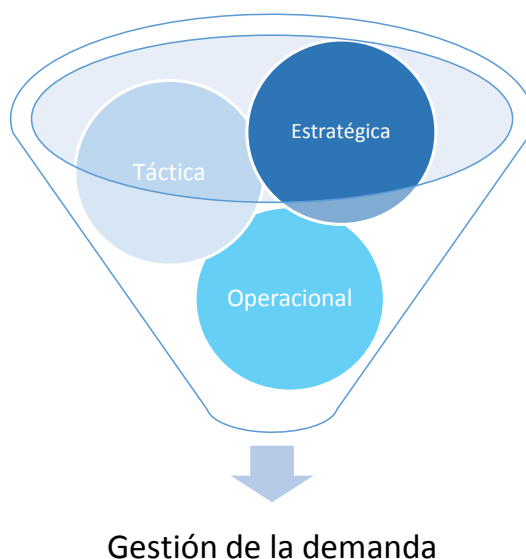 Estratégica
Táctica
Operacional
Gestión de la demanda